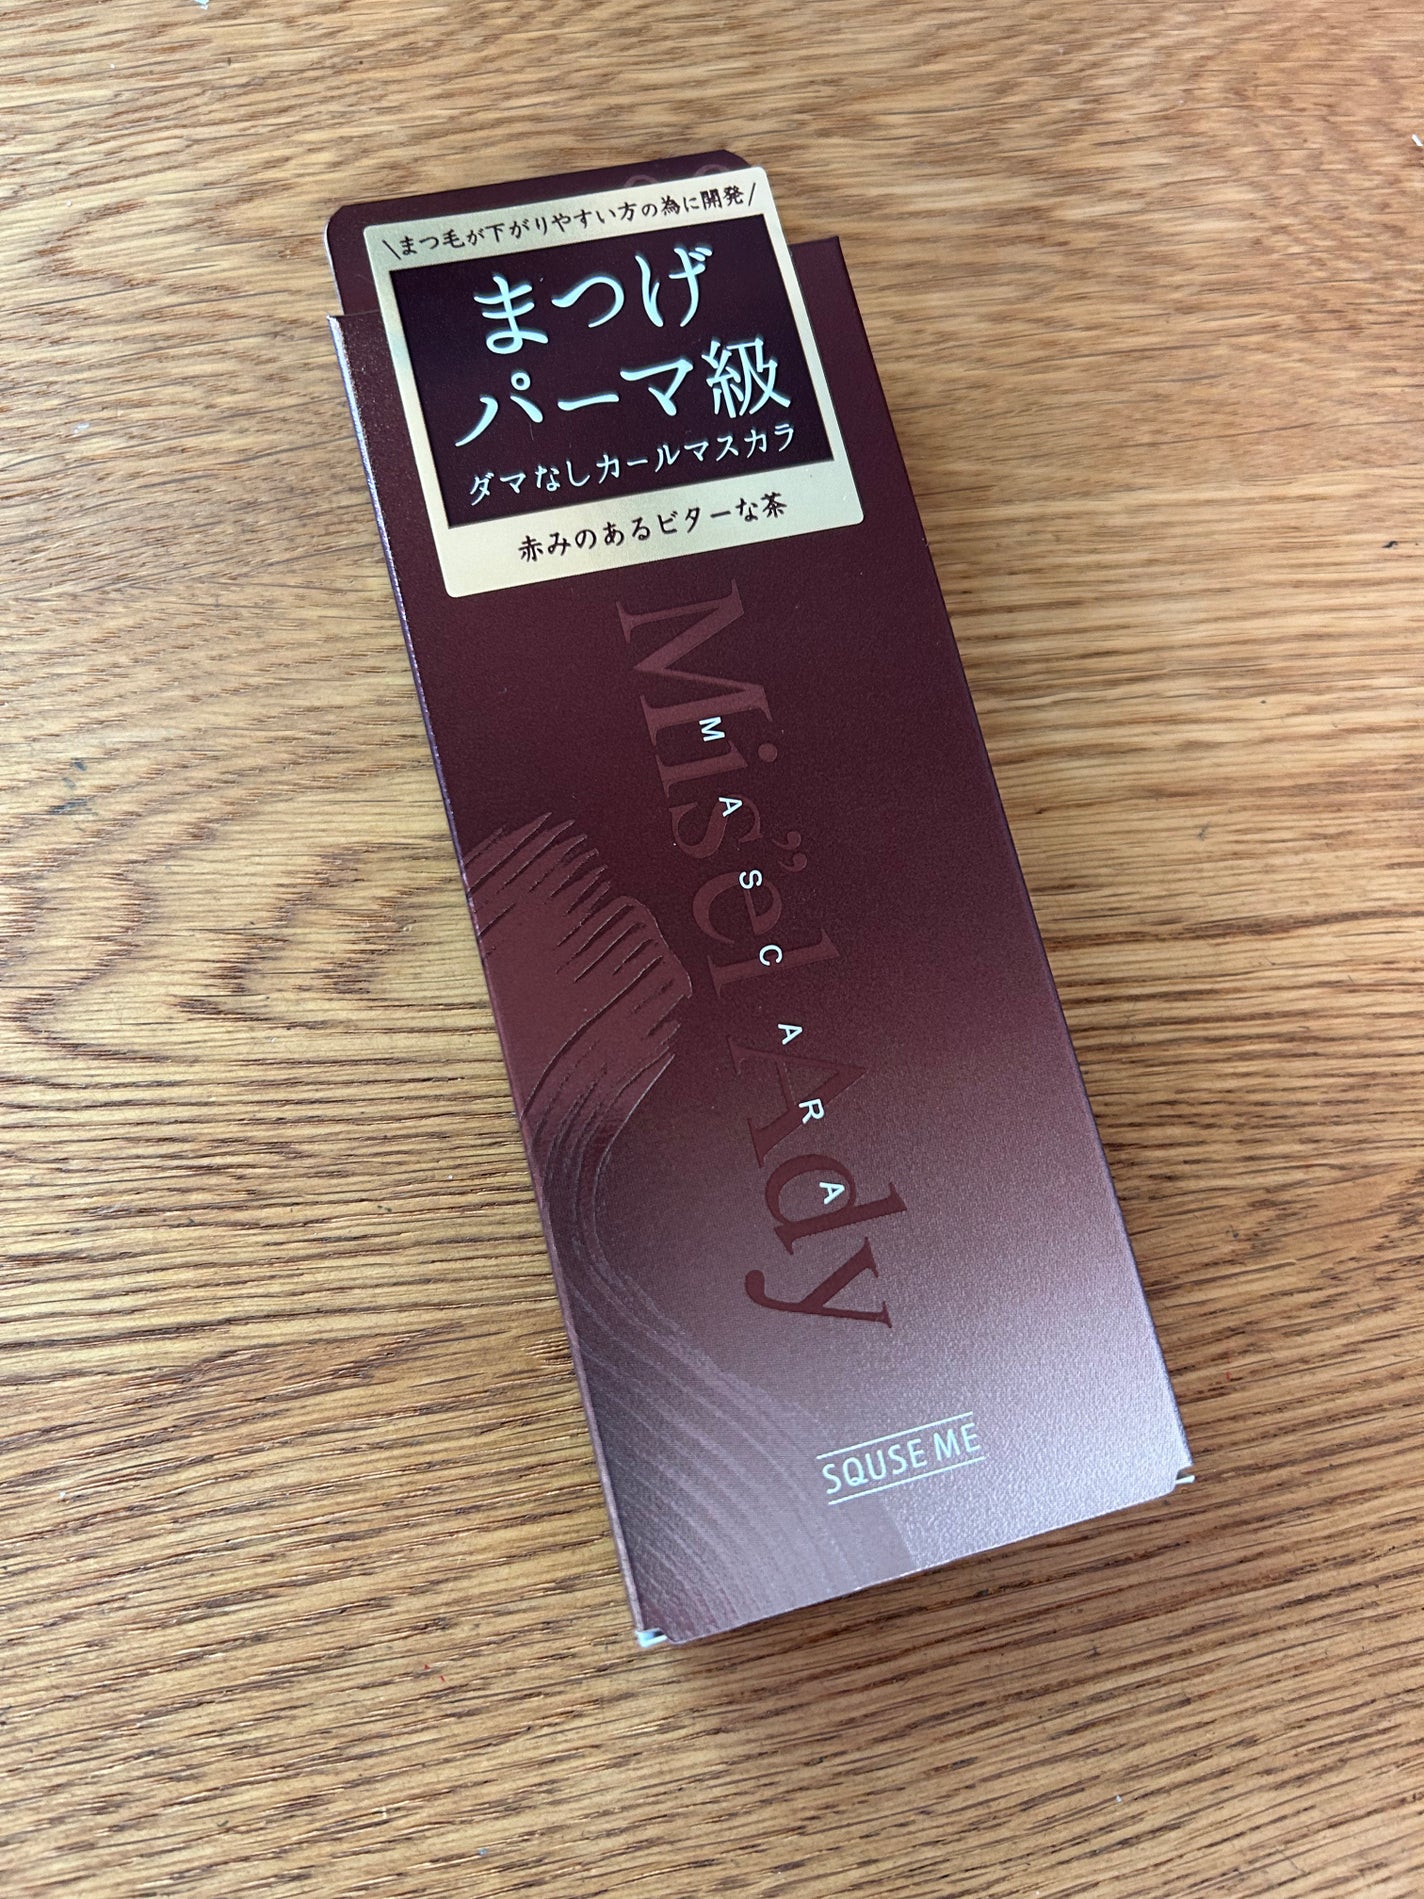 \まつ毛が下がりやすい方の為に開発/
まつげ
パーマ級
ダマなしカールマスカラ
赤みのあるビターな茶
Mis”el Ady
MASCARA
SQUSE ME